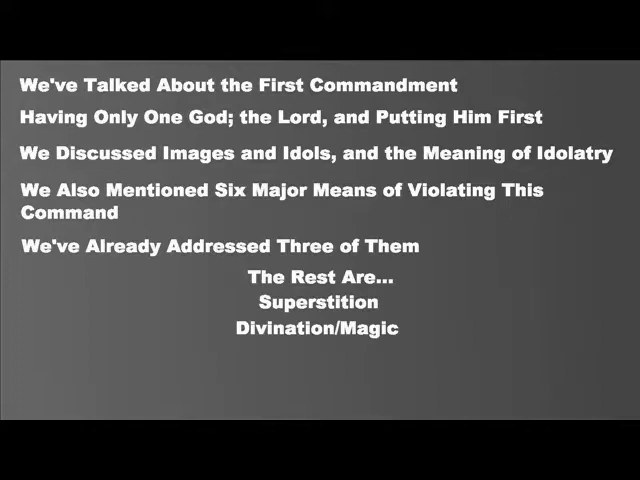 We've Talked About the First Commandment
Having Only One God; the Lord, and Putting Him First
We Discussed Images and Idols, and the Meaning of Idolatry
We Also Mentioned Six Major Means of Violating This
Command
We've Already Addressed Three of Them
The Rest Are...
Superstition
Divination/Magic